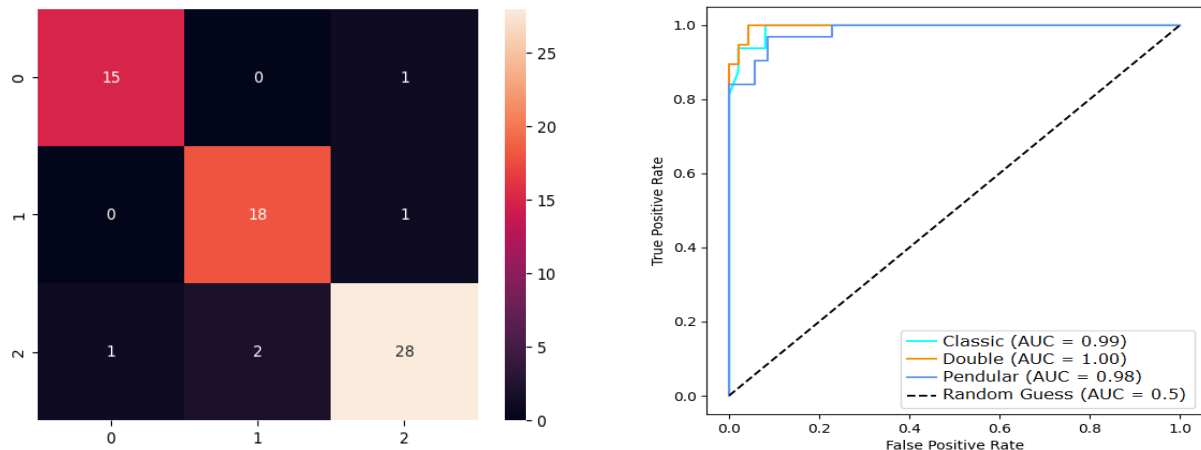 0 15 0 1
1 0 18 1
2 1 2 28
0 1 2
25
20
15
10
5
0
True Positive Rate
1.0
0.8
0.6
0.4
0.2
0.0
Classic (AUC = 0.99)
Double (AUC = 1.00)
Pendular (AUC = 0.98)
Random Guess (AUC = 0.5)
0.0 0.2 0.4 0.6 0.8 1.0
False Positive Rate